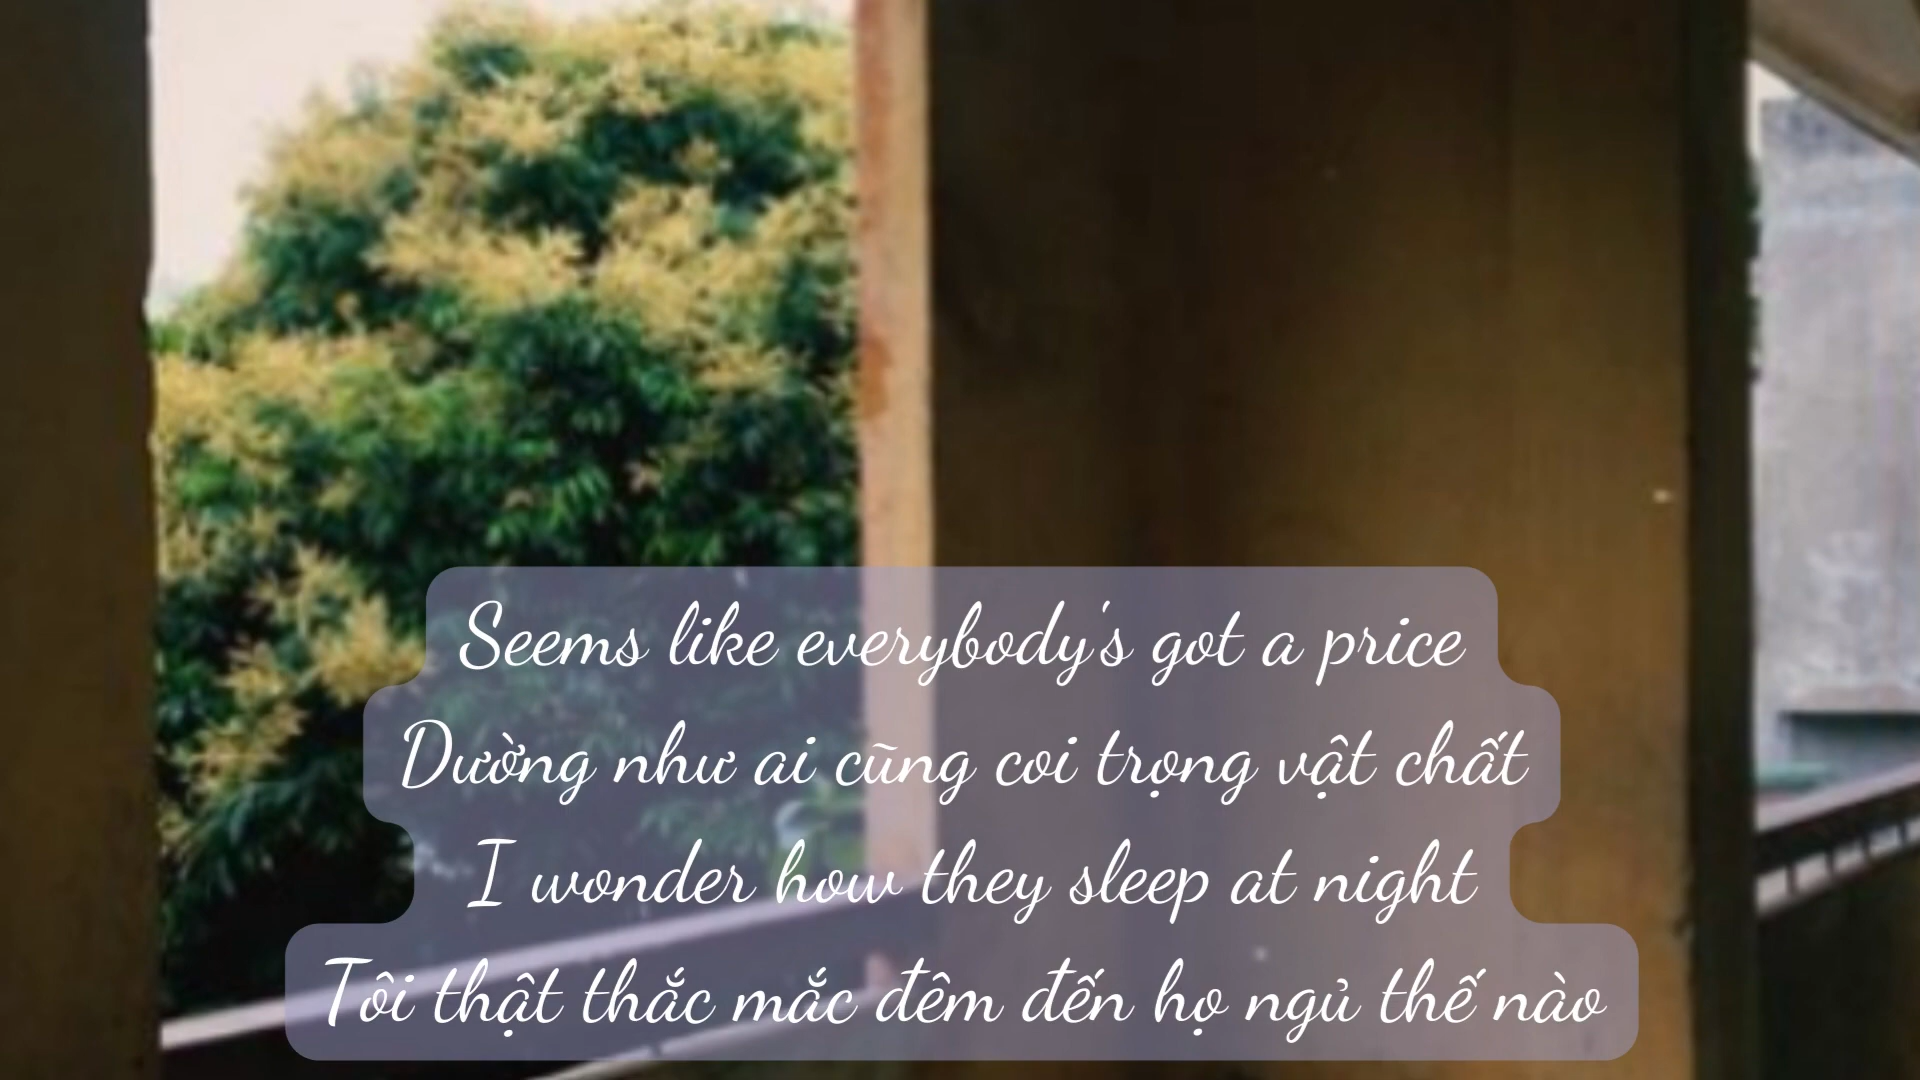 Seems like everybody's got a price
Dường như ai cũng coi trọng vật chất
I wonder how they sleep at night
Tôi thật thắc mắc đêm đến họ ngủ thế nào